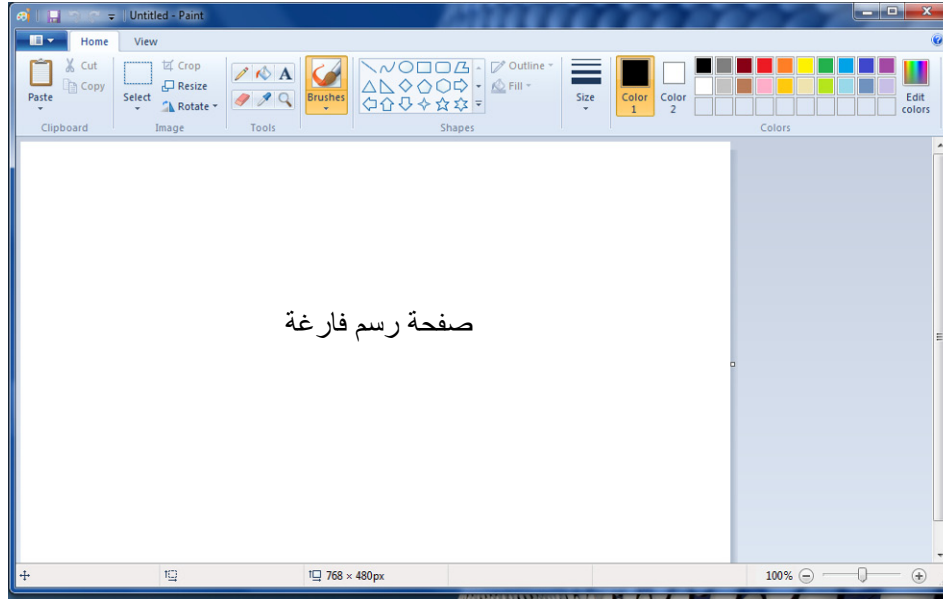 Untitled - Paint
Home View
Paste
Cut
Copy
Clipboard
Select
Crop
Resize
Rotate
Image
A
Tools
Brushes
Shapes
Outline
Fill
Size
Color 1
Color 2
Colors
Edit colors
صفحة رسم فارغة
768 × 480px
100%